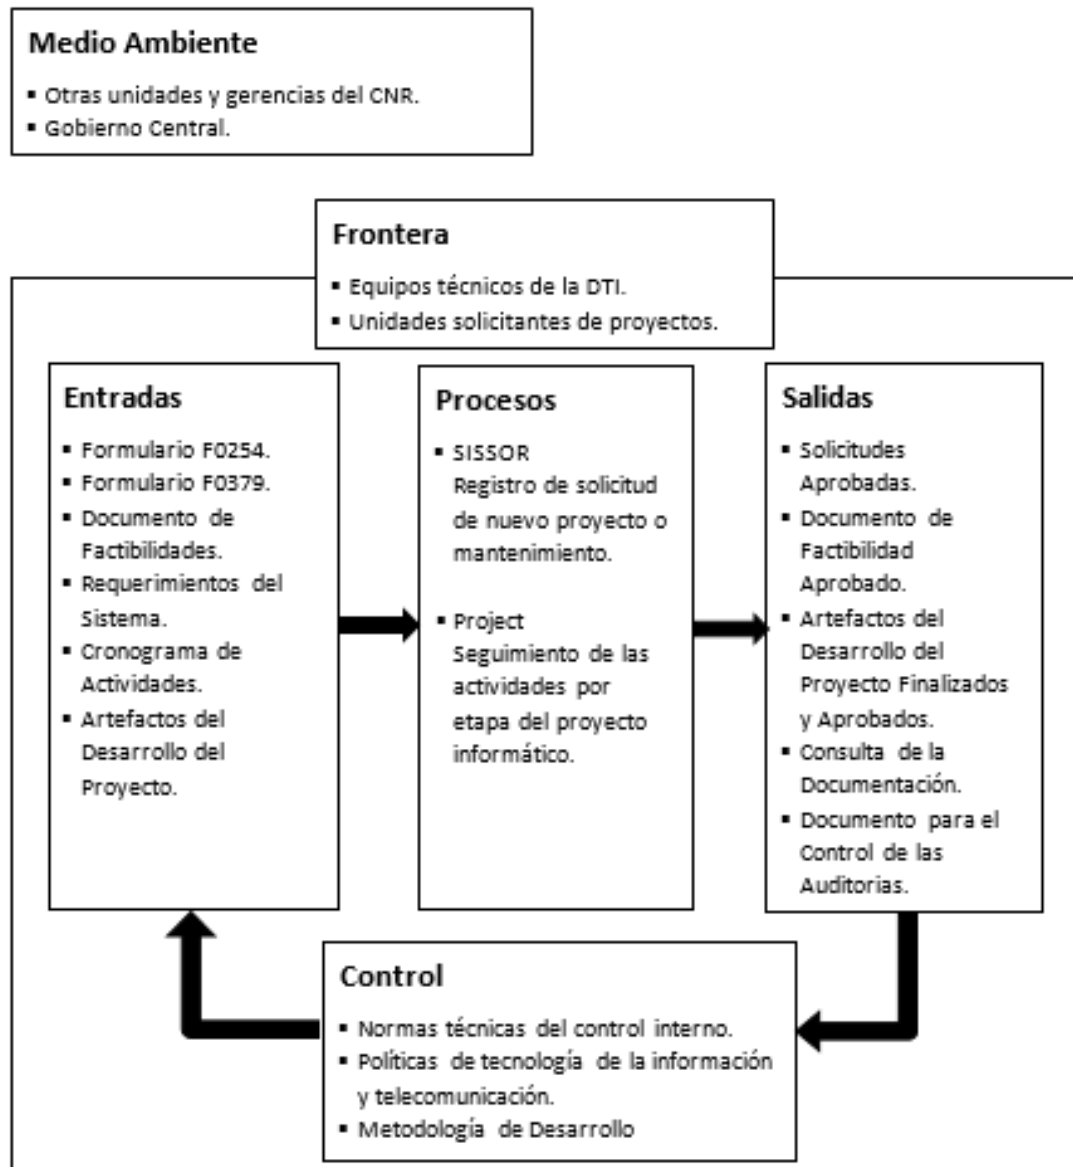 Medio Ambiente
▪ Otras unidades y gerencias del CNR.
▪ Gobierno Central.
Frontera
▪ Equipos técnicos de la DTI.
▪ Unidades solicitantes de proyectos.
Entradas
▪ Formulario F0254.
▪ Formulario F0379.
▪ Documento de
Factibilidades.
▪ Requerimientos del
Sistema.
▪ Cronograma de
Actividades.
▪ Artefactos del
Desarrollo del
Proyecto.
Procesos
▪ SISSOR
Registro de solicitud
de nuevo proyecto o
mantenimiento.
▪ Project
Seguimiento de las
actividades por
etapa del proyecto
informático.
Salidas
▪ Solicitudes
Aprobadas.
▪ Documento de
Factibilidad
Aprobado.
▪ Artefactos del
Desarrollo del
Proyecto Finalizados
y Aprobados.
▪ Consulta de la
Documentación.
▪ Documento para el
Control de las
Auditorias.
Control
▪ Normas técnicas del control interno.
▪ Políticas de tecnología de la información
y telecomunicación.
▪ Metodología de Desarrollo